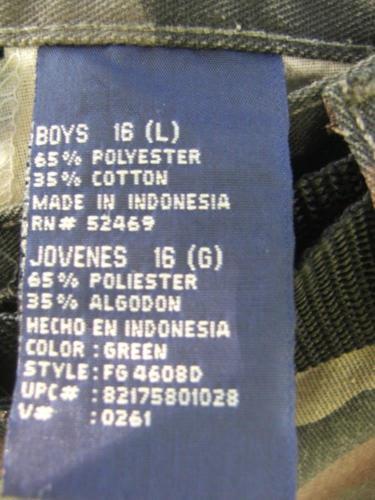 BOYS 16 (L)
65% POLYESTER
35% COTTON
MADE IN INDONESIA
RN# 52469
JOVENES 16 (G)
65% POLIESTER
35% ALGODON
HECHO EN INDONESIA
COLOR : GREEN
STYLE : FG 4608D
UPC# : 82175801028
V# : 0261